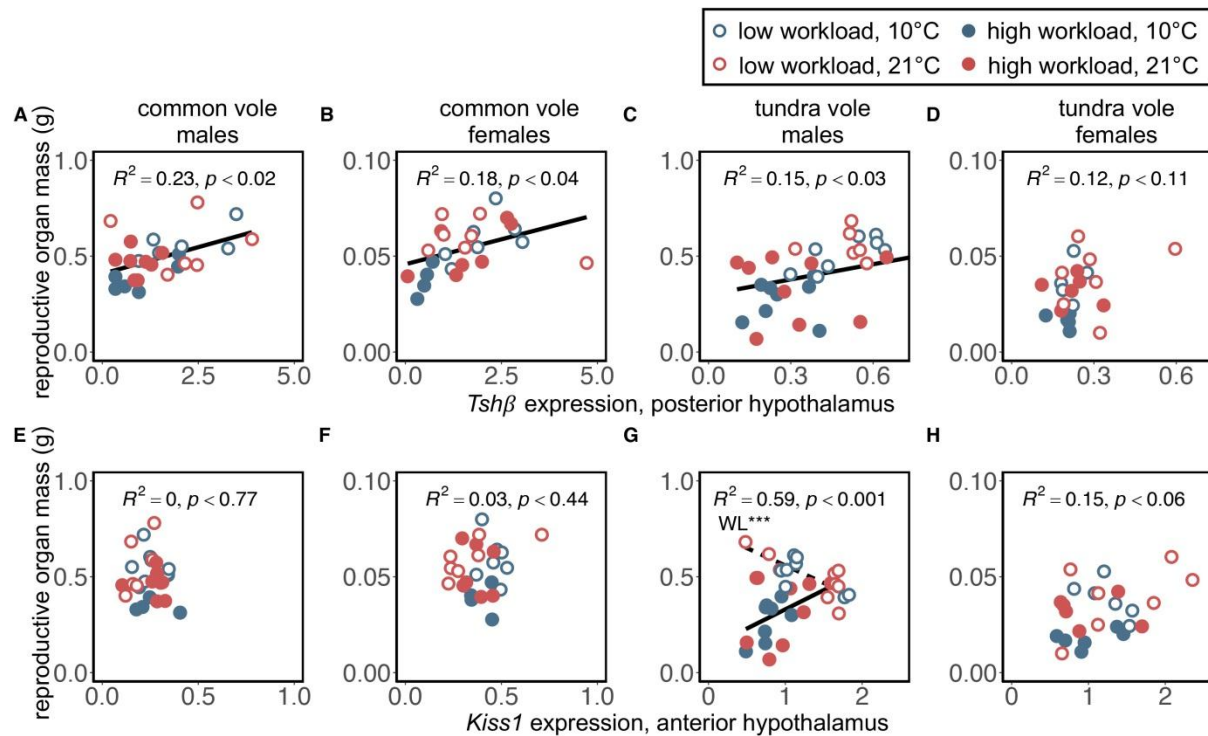 low workload, 10°C high workload, 10°C
low workload, 21°C high workload, 21°C
A common vole males
B common vole females
C tundra vole males
D tundra vole females
reproductive organ mass (g)
1.0 0.10 1.0 0.10
R² = 0.23, p < 0.02 R² = 0.18, p < 0.04 R² = 0.15, p < 0.03 R² = 0.12, p < 0.11
0.5 0.05 0.5 0.05
0.0 0.00 0.0 0.00
0.0 2.5 5.0 0.0 2.5 5.0 0.0 0.3 0.6 0.0 0.3 0.6
Tshβ expression, posterior hypothalamus
E F G H
reproductive organ mass (g)
1.0 0.10 1.0 0.10
R² = 0, p < 0.77 R² = 0.03, p < 0.44 R² = 0.59, p < 0.001 R² = 0.15, p < 0.06
WL***
0.5 0.05 0.5 0.05
0.0 0.00 0.0 0.00
0.0 0.5 1.0 0.0 0.5 1.0 0 1 2 0 1 2
Kiss1 expression, anterior hypothalamus